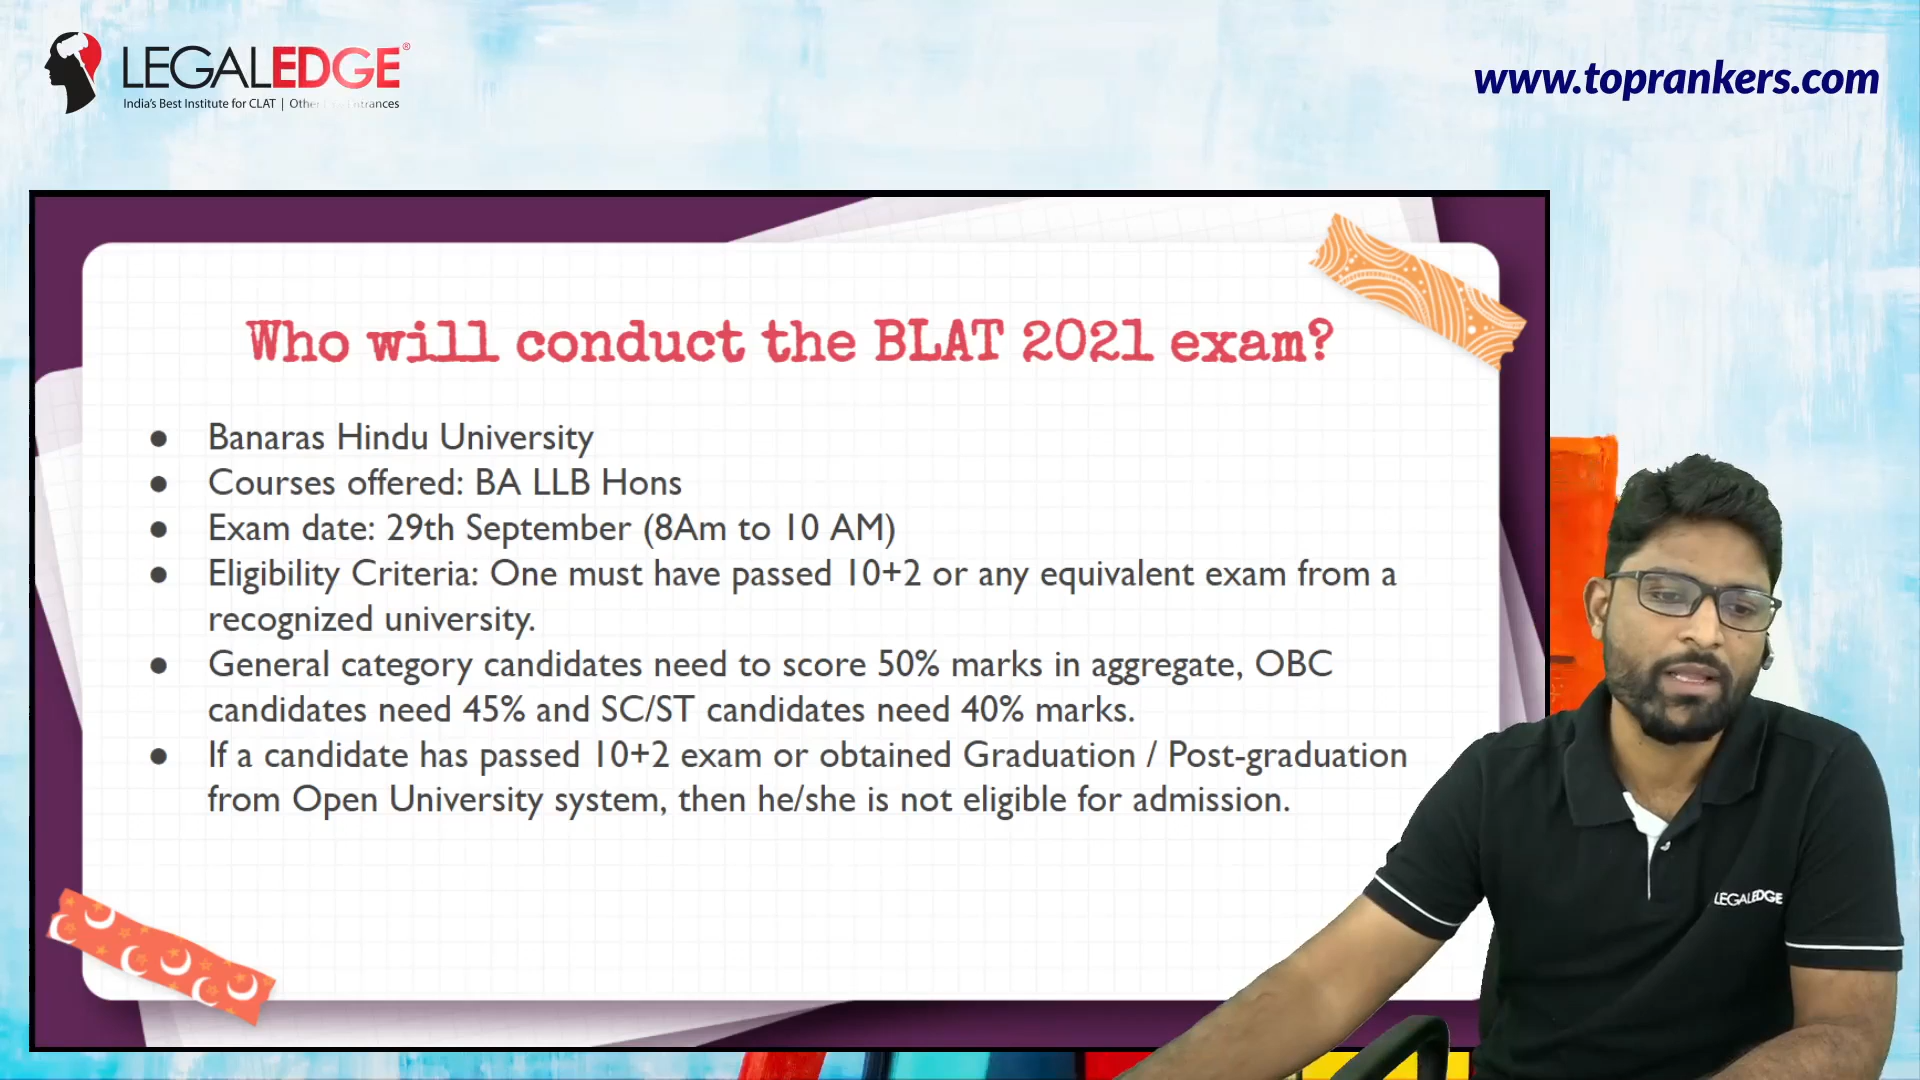 LEGALEDGE®
India's Best Institute for CLAT | Other Entrances
www.toprankers.com
Who will conduct the BLAT 2021 exam?
● Banaras Hindu University
● Courses offered: BA LLB Hons
● Exam date: 29th September (8Am to 10 AM)
● Eligibility Criteria: One must have passed 10+2 or any equivalent exam from a
recognized university.
● General category candidates need to score 50% marks in aggregate, OBC
candidates need 45% and SC/ST candidates need 40% marks.
● If a candidate has passed 10+2 exam or obtained Graduation / Post-graduation
from Open University system, then he/she is not eligible for admission.
LEGALEDGE